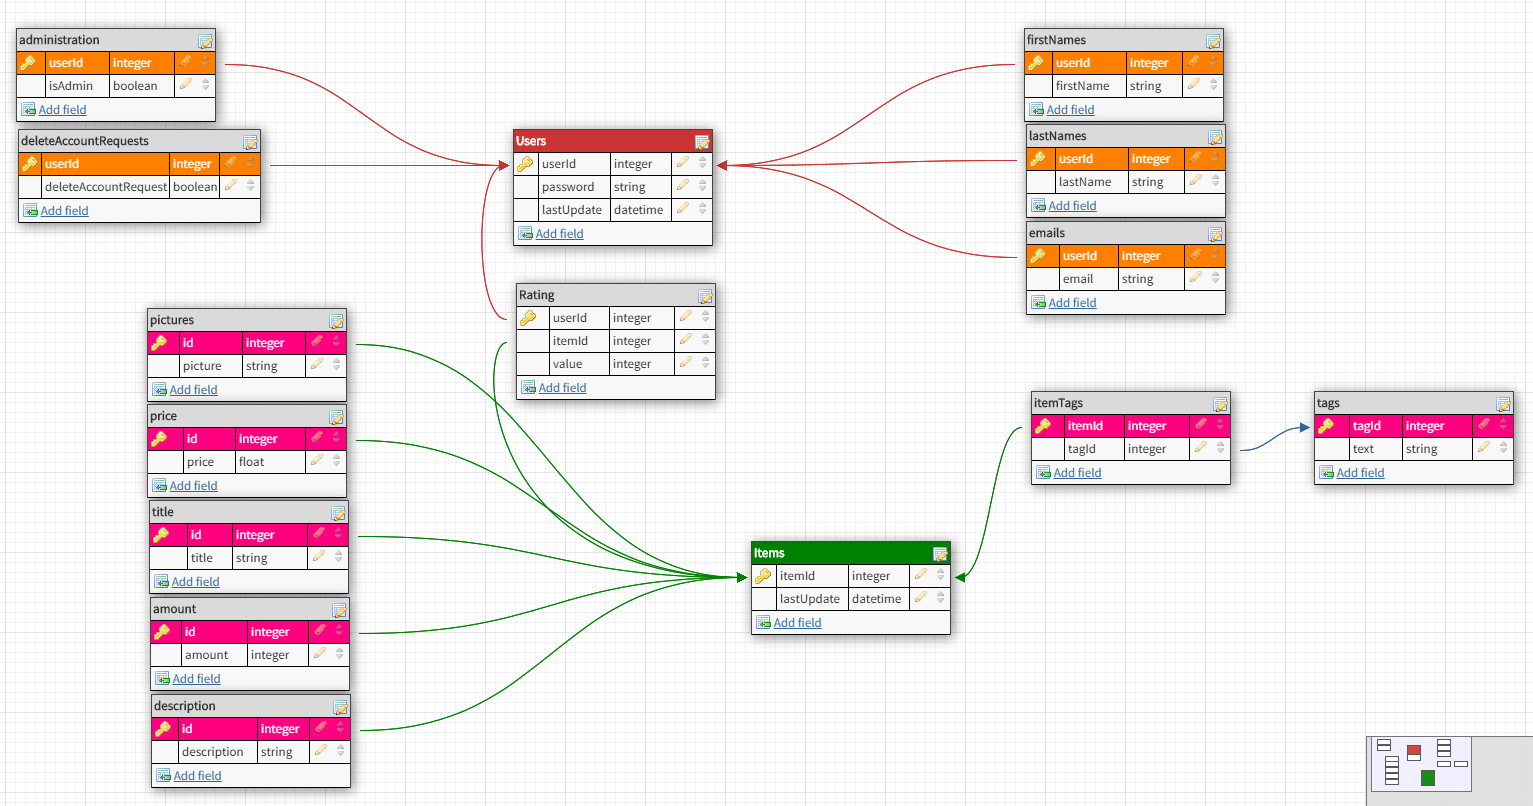 administration
userId integer
isAdmin boolean
Add field
deleteAccountRequests
userId integer
deleteAccountRequest boolean
Add field
Users
userId integer
password string
lastUpdate datetime
Add field
firstNames
userId integer
firstName string
Add field
lastNames
userId integer
lastName string
Add field
emails
userId integer
email string
Add field
Rating
userId integer
itemId integer
value integer
Add field
pictures
id integer
picture string
Add field
price
id integer
price float
Add field
title
id integer
title string
Add field
amount
id integer
amount integer
Add field
description
id integer
description string
Add field
Items
itemId integer
lastUpdate datetime
Add field
itemTags
itemId integer
tagId integer
Add field
tags
tagId integer
text string
Add field